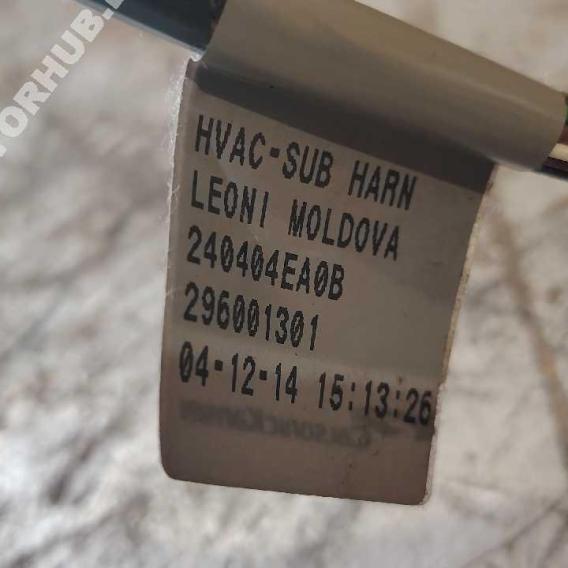 HVAC-SUB HARN
LEONI MOLDOVA
240404EA0B
296001301
04-12-14 15:13:26